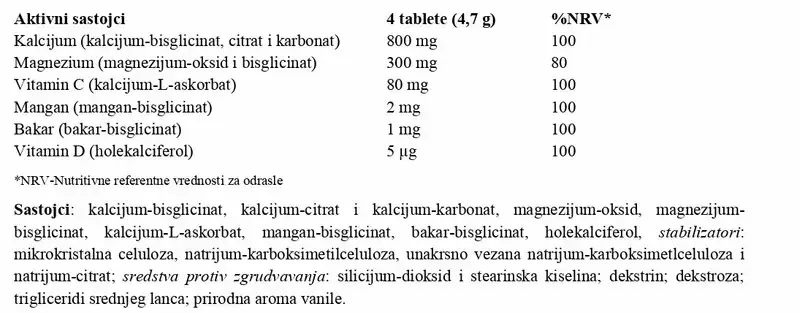 Aktivni sastojci 4 tablete (4,7 g) %NRV*
Kalcijum (kalcijum-bisglicinat, citrat i karbonat) 800 mg 100
Magnezium (magnezijum-oksid i bisglicinat) 300 mg 80
Vitamin C (kalcijum-L-askorbat) 80 mg 100
Mangan (mangan-bisglicinat) 2 mg 100
Bakar (bakar-bisglicinat) 1 mg 100
Vitamin D (holekalciferol) 5 µg 100
*NRV-Nutritivne referentne vrednosti za odrasle
Sastojci: kalcijum-bisglicinat, kalcijum-citrat i kalcijum-karbonat, magnezijum-oksid, magnezijum-
bisglicinat, kalcijum-L-askorbat, mangan-bisglicinat, bakar-bisglicinat, holekalciferol, stabilizatori:
mikrokristalna celuloza, natrijum-karboksimetilceluloza, unakrsno vezana natrijum-karboksimetlceluloza i
natrijum-citrat; sredstva protiv zgrudvavanja: silicijum-dioksid i stearinska kiselina; dekstrin; dekstroza;
trigliceridi srednjeg lanca; prirodna aroma vanile.